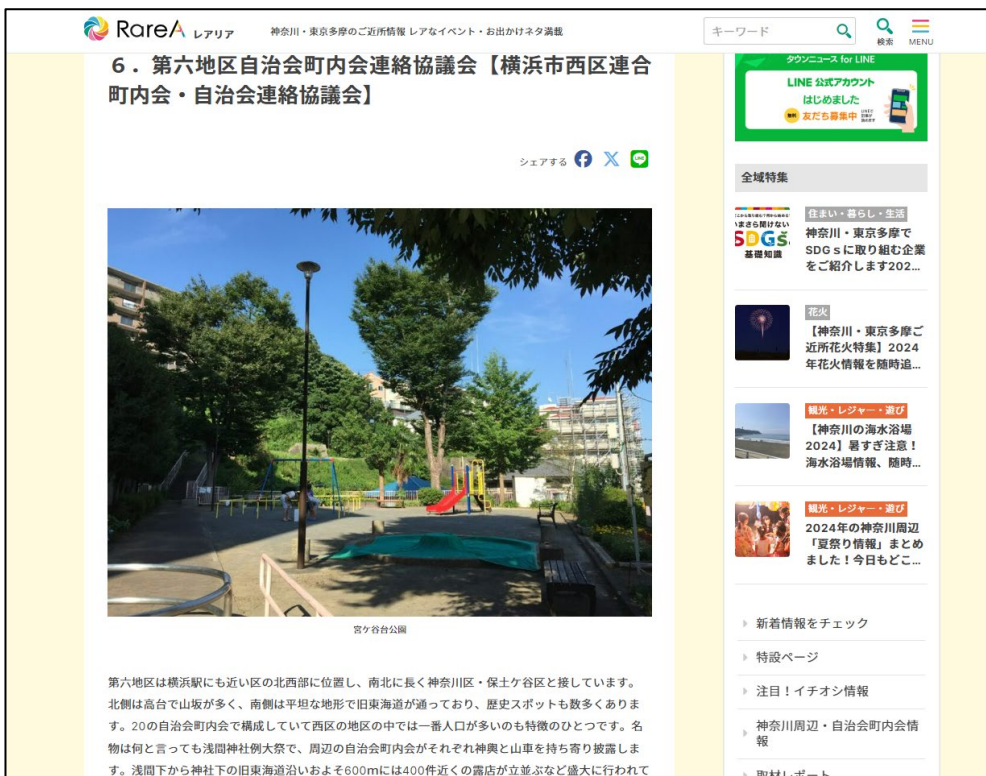 RareA レアリア
神奈川・東京多摩のご近所情報 レアなイベント・お出かけネタ満載
キーワード
検索
MENU
6．第六地区自治会町内会連絡協議会【横浜市西区連合
町内会・自治会連絡協議会】
シェアする
宮ケ谷台公園
第六地区は横浜駅にも近い区の北西部に位置し、南北に長く神奈川区・保土ケ谷区と接しています。
北側は高台で山坂が多く、南側は平坦な地形で旧東海道が通っており、歴史スポットも数多くありま
す。20の自治会町内会で構成していて西区の地区の中では一番人口が多いのも特徴のひとつです。名
物は何と言っても浅間神社例大祭で、周辺の自治会町内会がそれぞれ神輿と山車を持ち寄り披露しま
す。浅間下から神社下の旧東海道沿いおよそ600mには400件近くの露店が立並ぶなど盛大に行われて
タウンニュース for LINE
LINE 公式アカウント
はじめました
無料 友だち募集中
全域特集
いまさら聞けない
SDGs
基礎知識
住まい・暮らし・生活
神奈川・東京多摩で
SDGｓに取り組む企業
をご紹介します202...
花火
【神奈川・東京多摩ご
近所花火特集】2024
年花火情報を随時追...
観光・レジャー・遊び
【神奈川の海水浴場
2024】暑すぎ注意！
海水浴場情報、随時...
観光・レジャー・遊び
2024年の神奈川周辺
「夏祭り情報」まとめ
ました！今日もどこ...
新着情報をチェック
特設ページ
注目！イチオシ情報
神奈川周辺・自治会町内会情
報
取材レポート